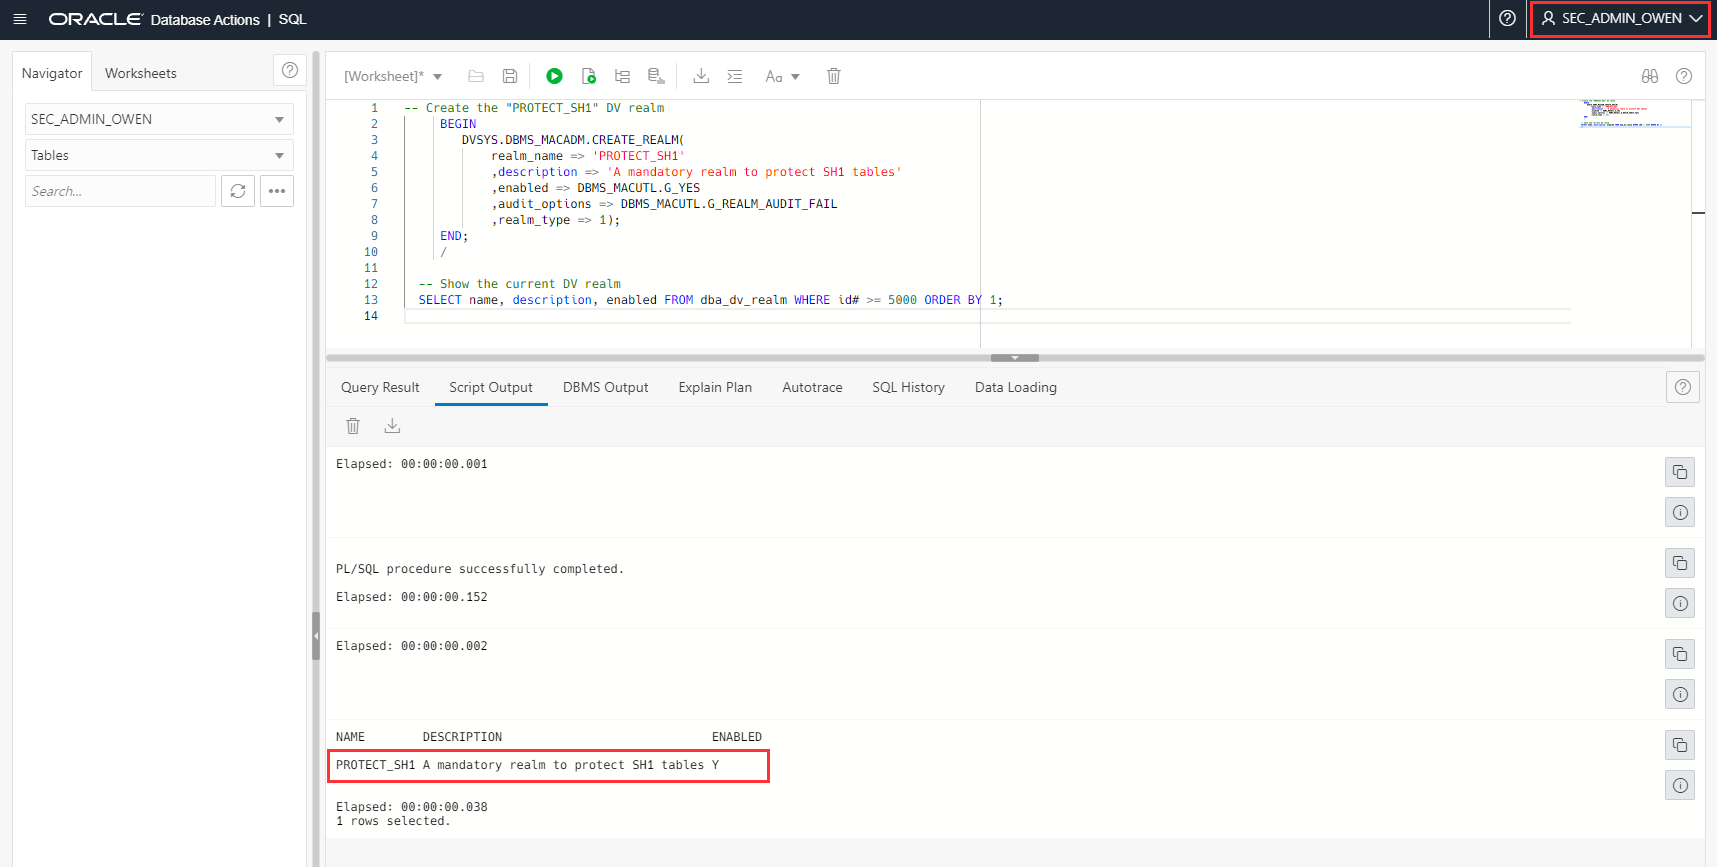 ORACLE Database Actions | SQL
SEC_ADMIN_OWEN
Navigator
Worksheets
SEC_ADMIN_OWEN
Tables
Search...
[Worksheet]*
Aa
1 -- Create the "PROTECT_SH1" DV realm
2 BEGIN
3 DVSYS.DBMS_MACADM.CREATE_REALM(
4 realm_name => 'PROTECT_SH1'
5 ,description => 'A mandatory realm to protect SH1 tables'
6 ,enabled => DBMS_MACUTL.G_YES
7 ,audit_options => DBMS_MACUTL.G_REALM_AUDIT_FAIL
8 ,realm_type => 1);
9 END;
10 /
11
12 -- Show the current DV realm
13 SELECT name, description, enabled FROM dba_dv_realm WHERE id# >= 5000 ORDER BY 1;
14
Query Result Script Output DBMS Output Explain Plan Autotrace SQL History Data Loading
Elapsed: 00:00:00.001
PL/SQL procedure successfully completed.
Elapsed: 00:00:00.152
Elapsed: 00:00:00.002
NAME DESCRIPTION ENABLED
PROTECT_SH1 A mandatory realm to protect SH1 tables Y
Elapsed: 00:00:00.038
1 rows selected.